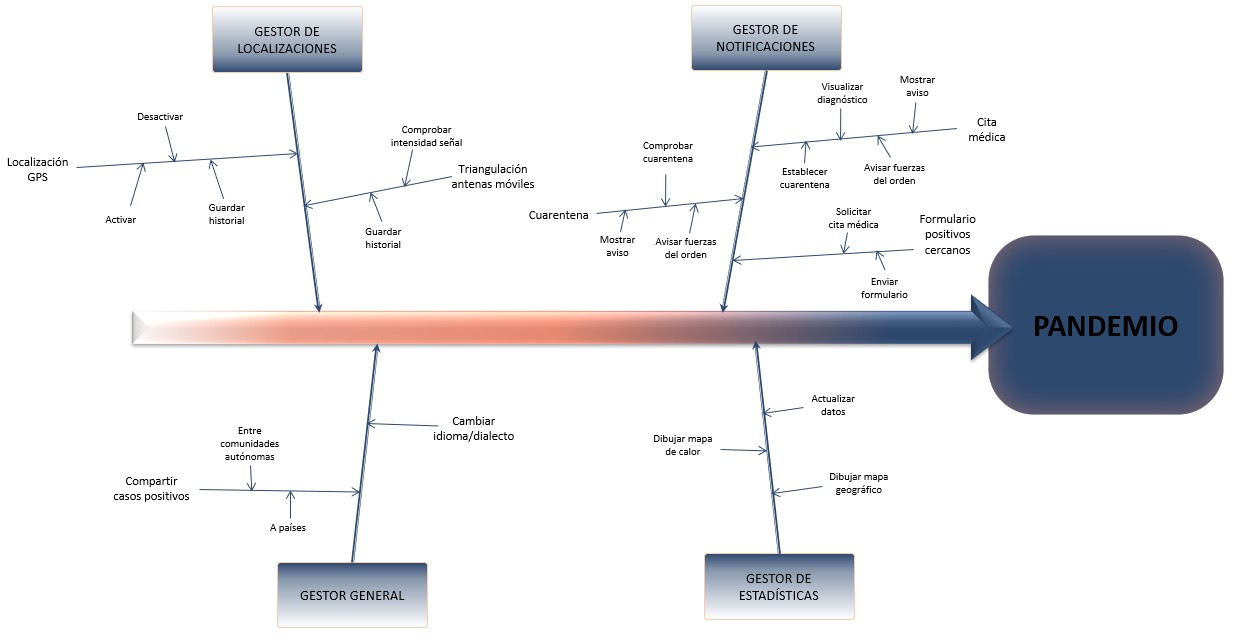 GESTOR DE
LOCALIZACIONES
GESTOR DE
NOTIFICACIONES
Desactivar
Localización
GPS
Activar
Guardar
historial
Comprobar
intensidad señal
Triangulación
antenas móviles
Guardar
historial
Visualizar
diagnóstico
Mostrar
aviso
Cita
médica
Establecer
cuarentena
Avisar fuerzas
del orden
Comprobar
cuarentena
Cuarentena
Mostrar
aviso
Avisar fuerzas
del orden
Solicitar
cita médica
Formulario
positivos
cercanos
Enviar
formulario
PANDEMIO
Cambiar
idioma/dialecto
Entre
comunidades
autónomas
Compartir
casos positivos
A países
Actualizar
datos
Dibujar mapa
de calor
Dibujar mapa
geográfico
GESTOR GENERAL
GESTOR DE
ESTADÍSTICAS